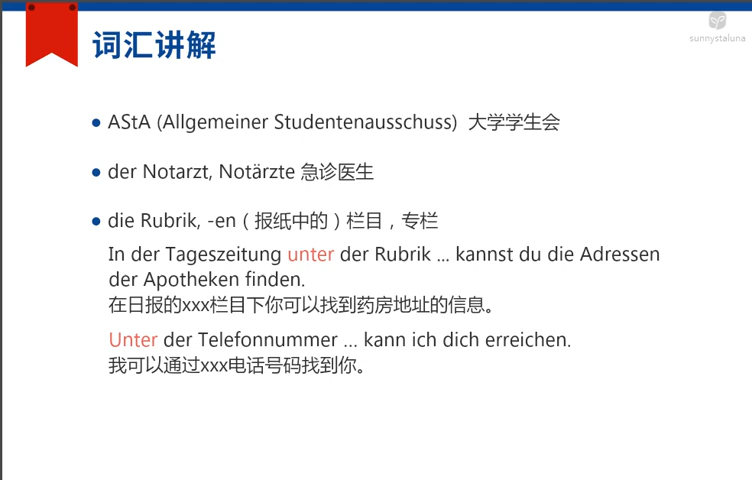 词汇讲解
sunnystaluna
AStA (Allgemeiner Studentenausschuss) 大学学生会
der Notarzt, Notärzte 急诊医生
die Rubrik, -en（报纸中的）栏目，专栏
In der Tageszeitung unter der Rubrik ... kannst du die Adressen
der Apotheken finden.
在日报的xxx栏目下你可以找到药房地址的信息。
Unter der Telefonnummer ... kann ich dich erreichen.
我可以通过xxx电话号码找到你。